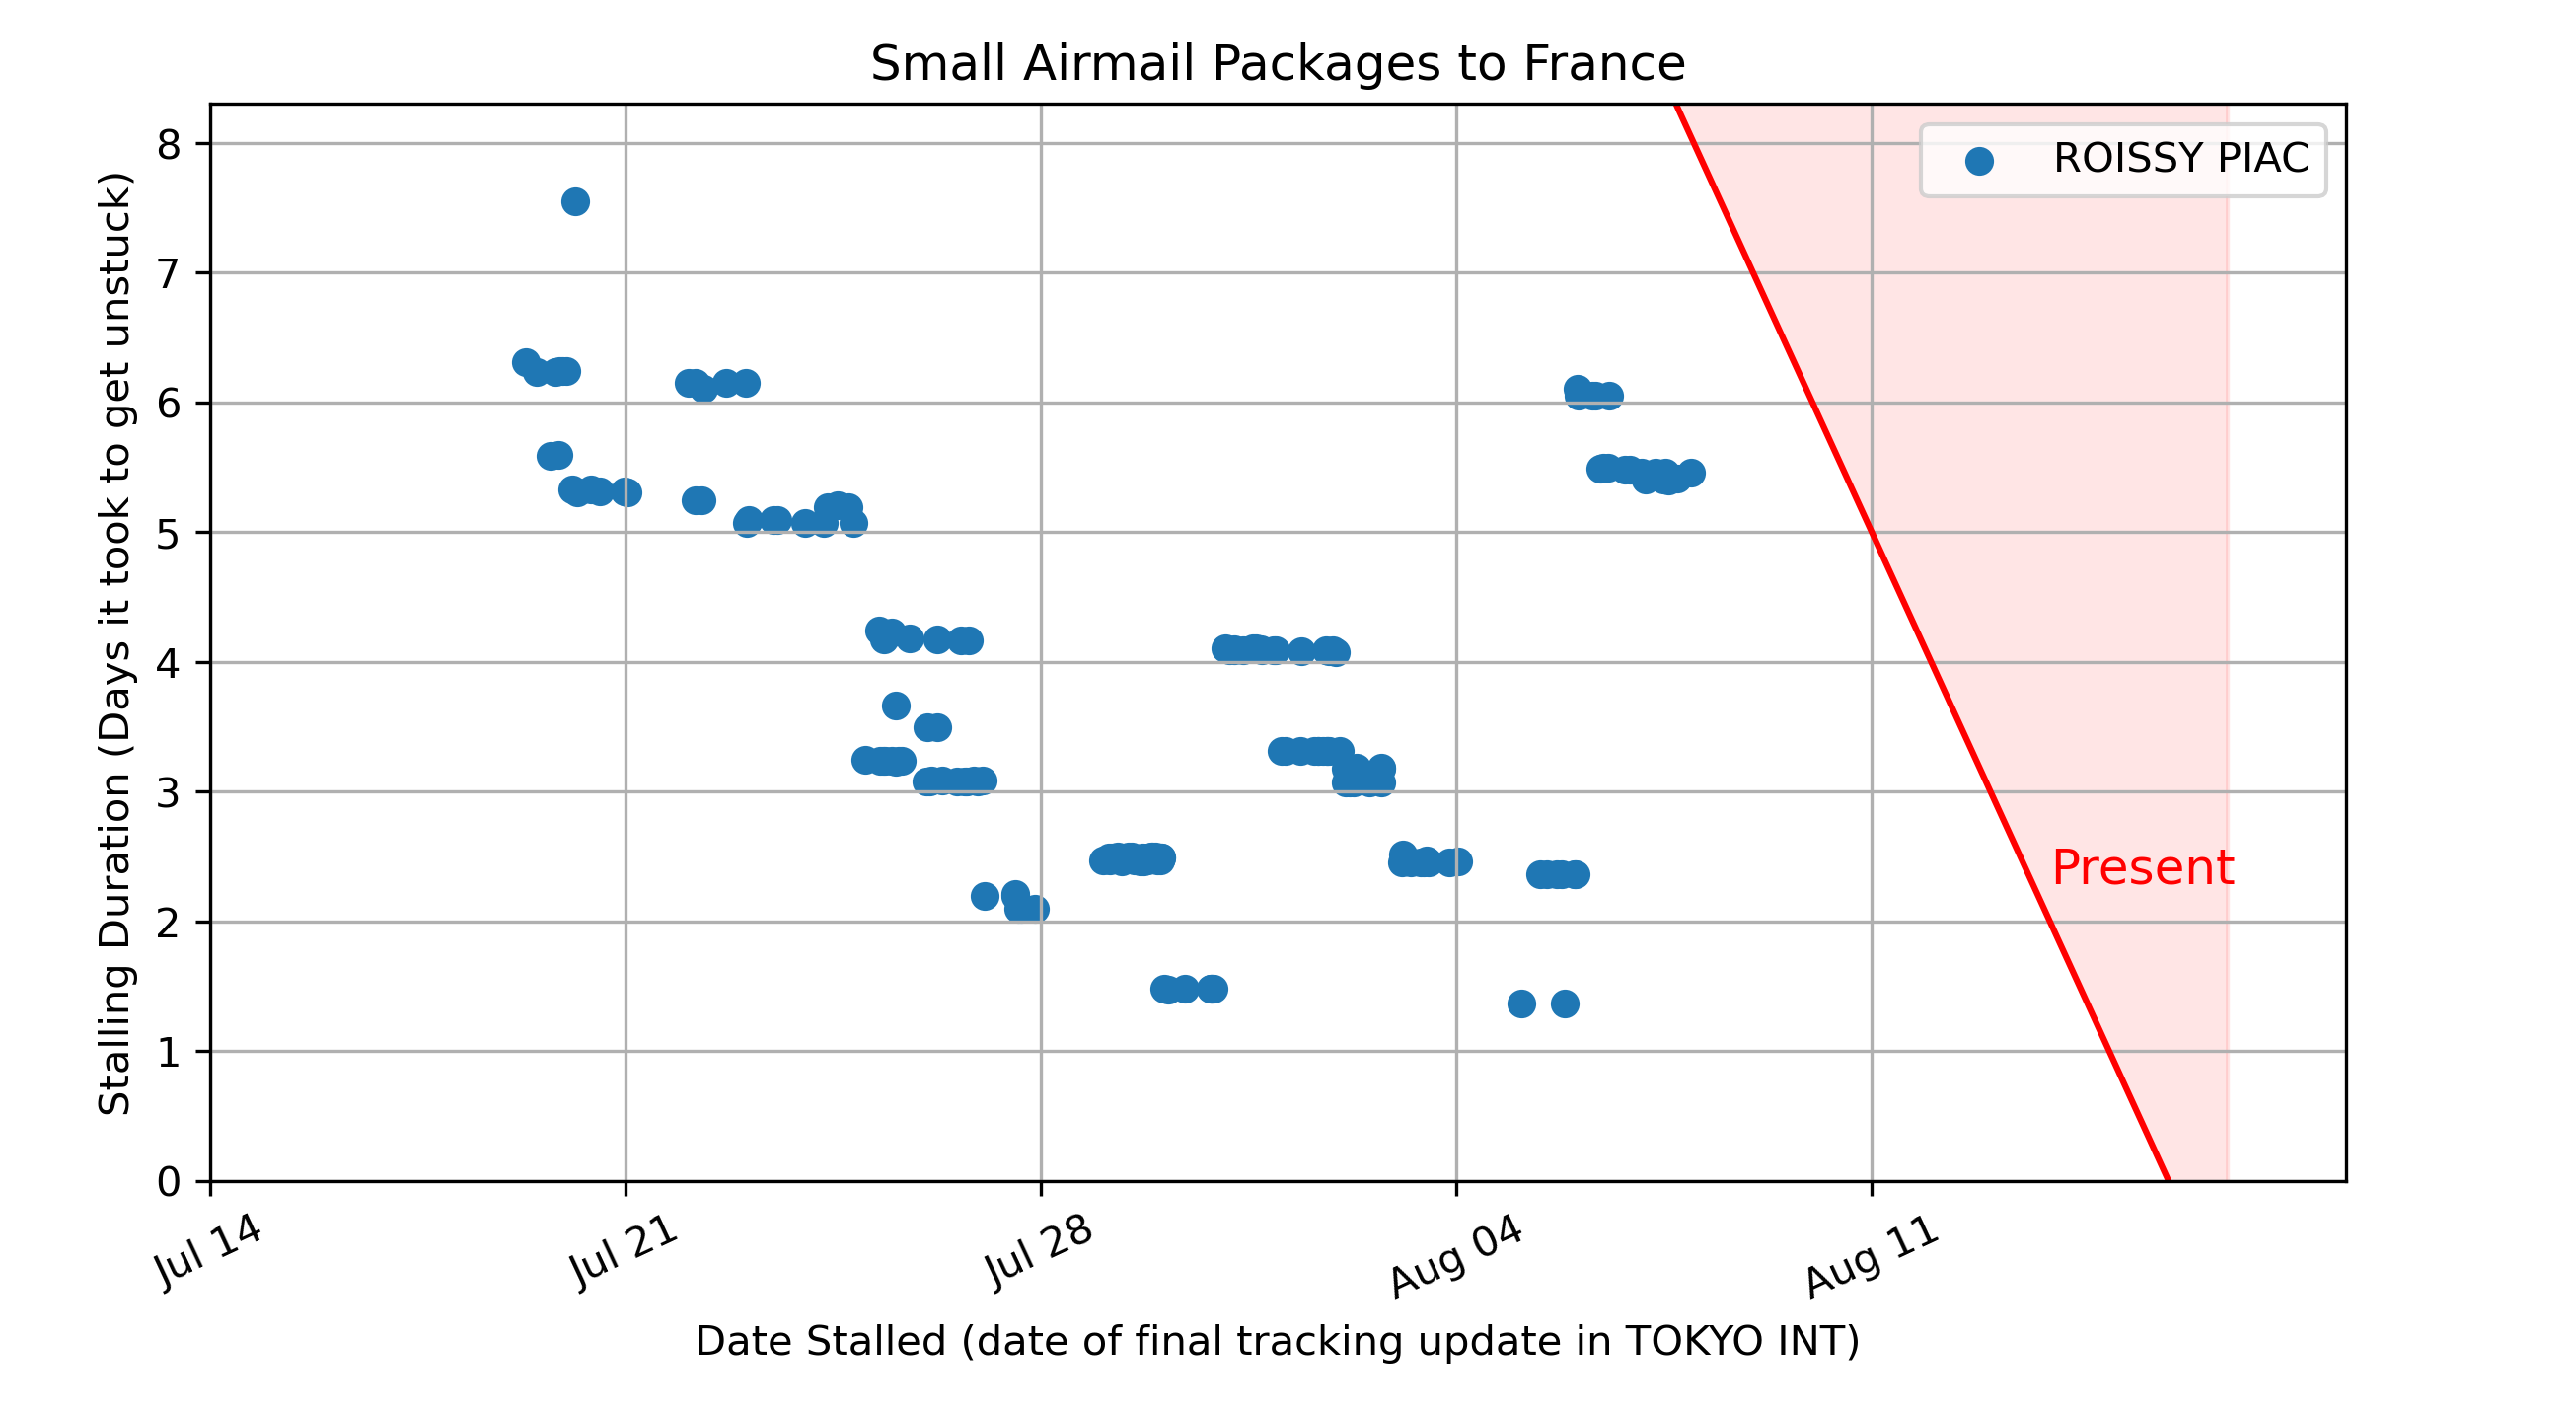 Small Airmail Packages to France
Stalling Duration (Days it took to get unstuck)
8
7
6
5
4
3
2
1
0
ROISSY PIAC
Present
Jul 14
Jul 21
Jul 28
Aug 04
Aug 11
Date Stalled (date of final tracking update in TOKYO INT)